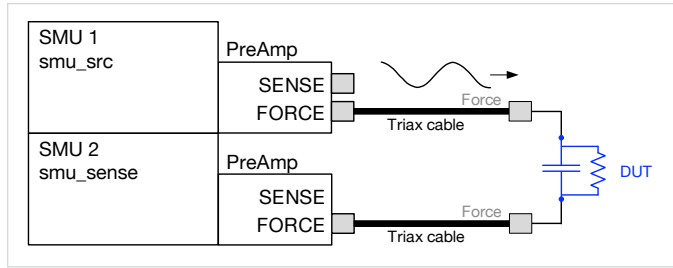 SMU 1
smu_src
PreAmp
SENSE
FORCE
Force
Triax cable
SMU 2
smu_sense
PreAmp
SENSE
FORCE
Force
Triax cable
DUT